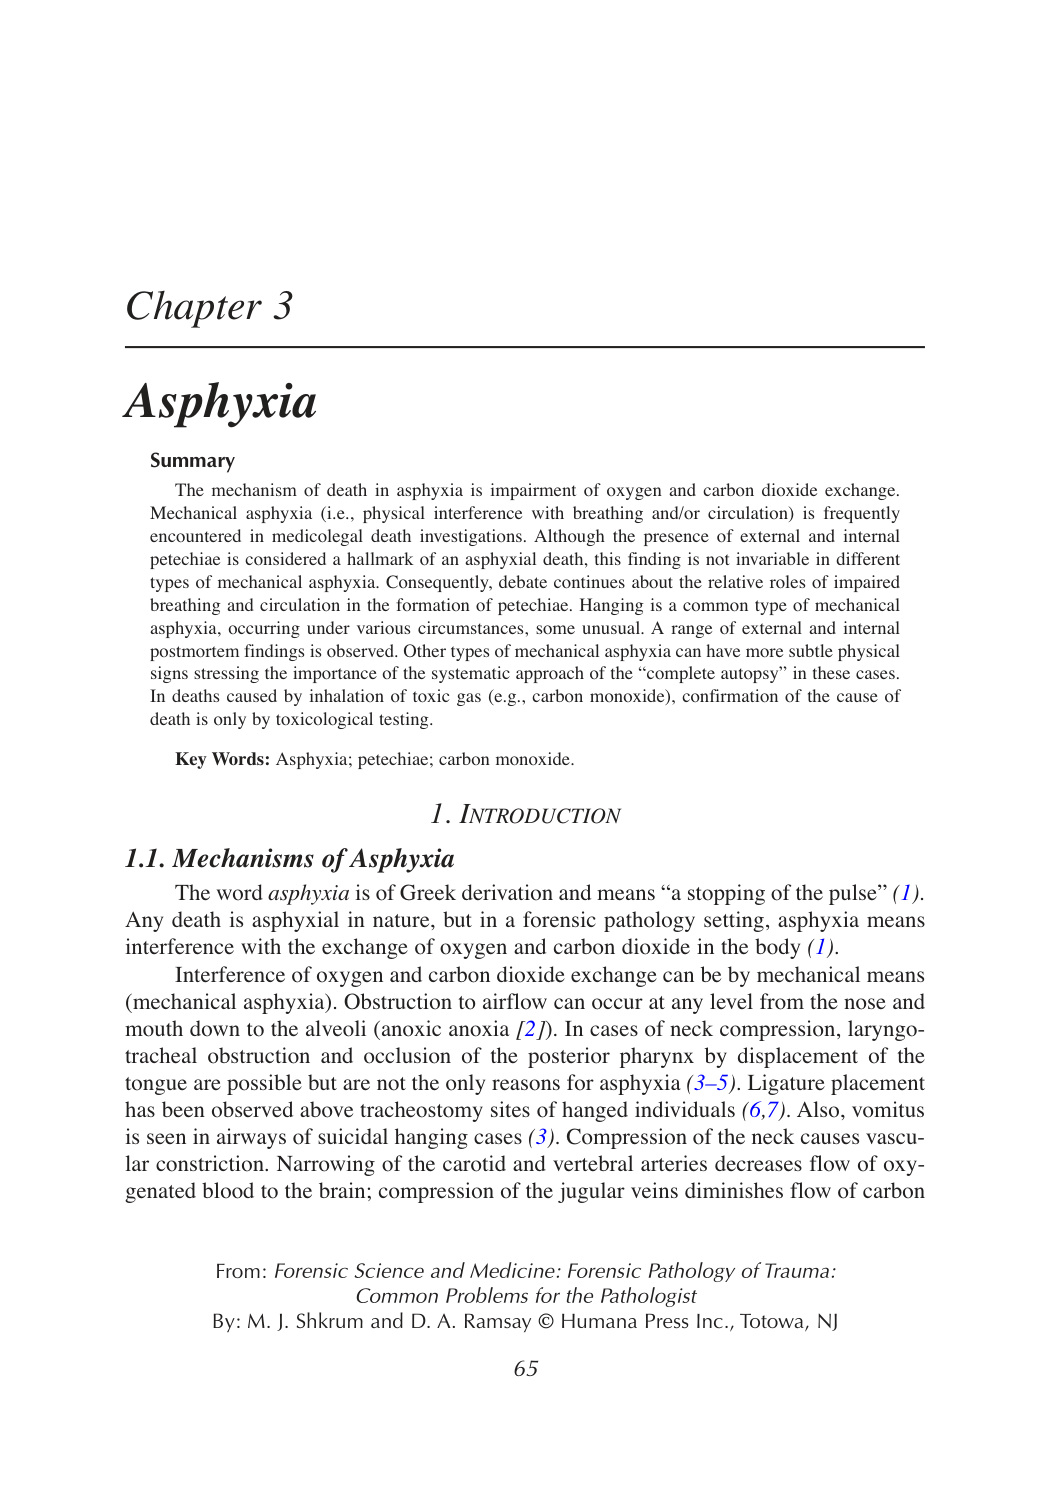 Chapter 3
Asphyxia
Summary
The mechanism of death in asphyxia is impairment of oxygen and carbon dioxide exchange.
Mechanical asphyxia (i.e., physical interference with breathing and/or circulation) is frequently
encountered in medicolegal death investigations. Although the presence of external and internal
petechiae is considered a hallmark of an asphyxial death, this finding is not invariable in different
types of mechanical asphyxia. Consequently, debate continues about the relative roles of impaired
breathing and circulation in the formation of petechiae. Hanging is a common type of mechanical
asphyxia, occurring under various circumstances, some unusual. A range of external and internal
postmortem findings is observed. Other types of mechanical asphyxia can have more subtle physical
signs stressing the importance of the systematic approach of the “complete autopsy” in these cases.
In deaths caused by inhalation of toxic gas (e.g., carbon monoxide), confirmation of the cause of
death is only by toxicological testing.
Key Words: Asphyxia; petechiae; carbon monoxide.
1. INTRODUCTION
1.1. Mechanisms of Asphyxia
The word asphyxia is of Greek derivation and means “a stopping of the pulse” (1).
Any death is asphyxial in nature, but in a forensic pathology setting, asphyxia means
interference with the exchange of oxygen and carbon dioxide in the body (1).
Interference of oxygen and carbon dioxide exchange can be by mechanical means
(mechanical asphyxia). Obstruction to airflow can occur at any level from the nose and
mouth down to the alveoli (anoxic anoxia [2]). In cases of neck compression, laryngo-
tracheal obstruction and occlusion of the posterior pharynx by displacement of the
tongue are possible but are not the only reasons for asphyxia (3–5). Ligature placement
has been observed above tracheostomy sites of hanged individuals (6,7). Also, vomitus
is seen in airways of suicidal hanging cases (3). Compression of the neck causes vascu-
lar constriction. Narrowing of the carotid and vertebral arteries decreases flow of oxy-
genated blood to the brain; compression of the jugular veins diminishes flow of carbon
From: Forensic Science and Medicine: Forensic Pathology of Trauma:
Common Problems for the Pathologist
By: M. J. Shkrum and D. A. Ramsay © Humana Press Inc., Totowa, NJ
65